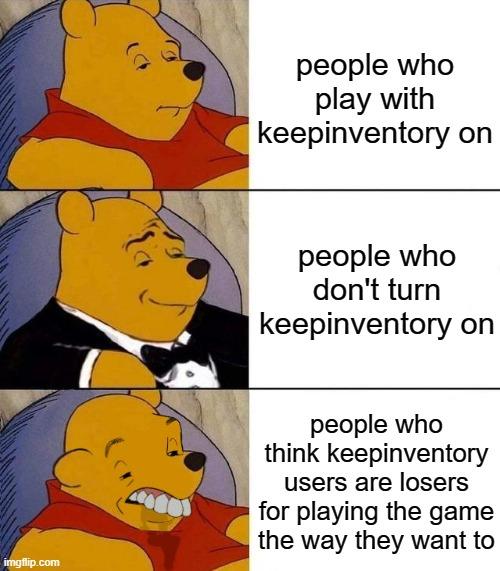 people who
play with
keepinventory on
people who
don't turn
keepinventory on
people who
think keepinventory
users are losers
for playing the game
the way they want to
imgflip.com